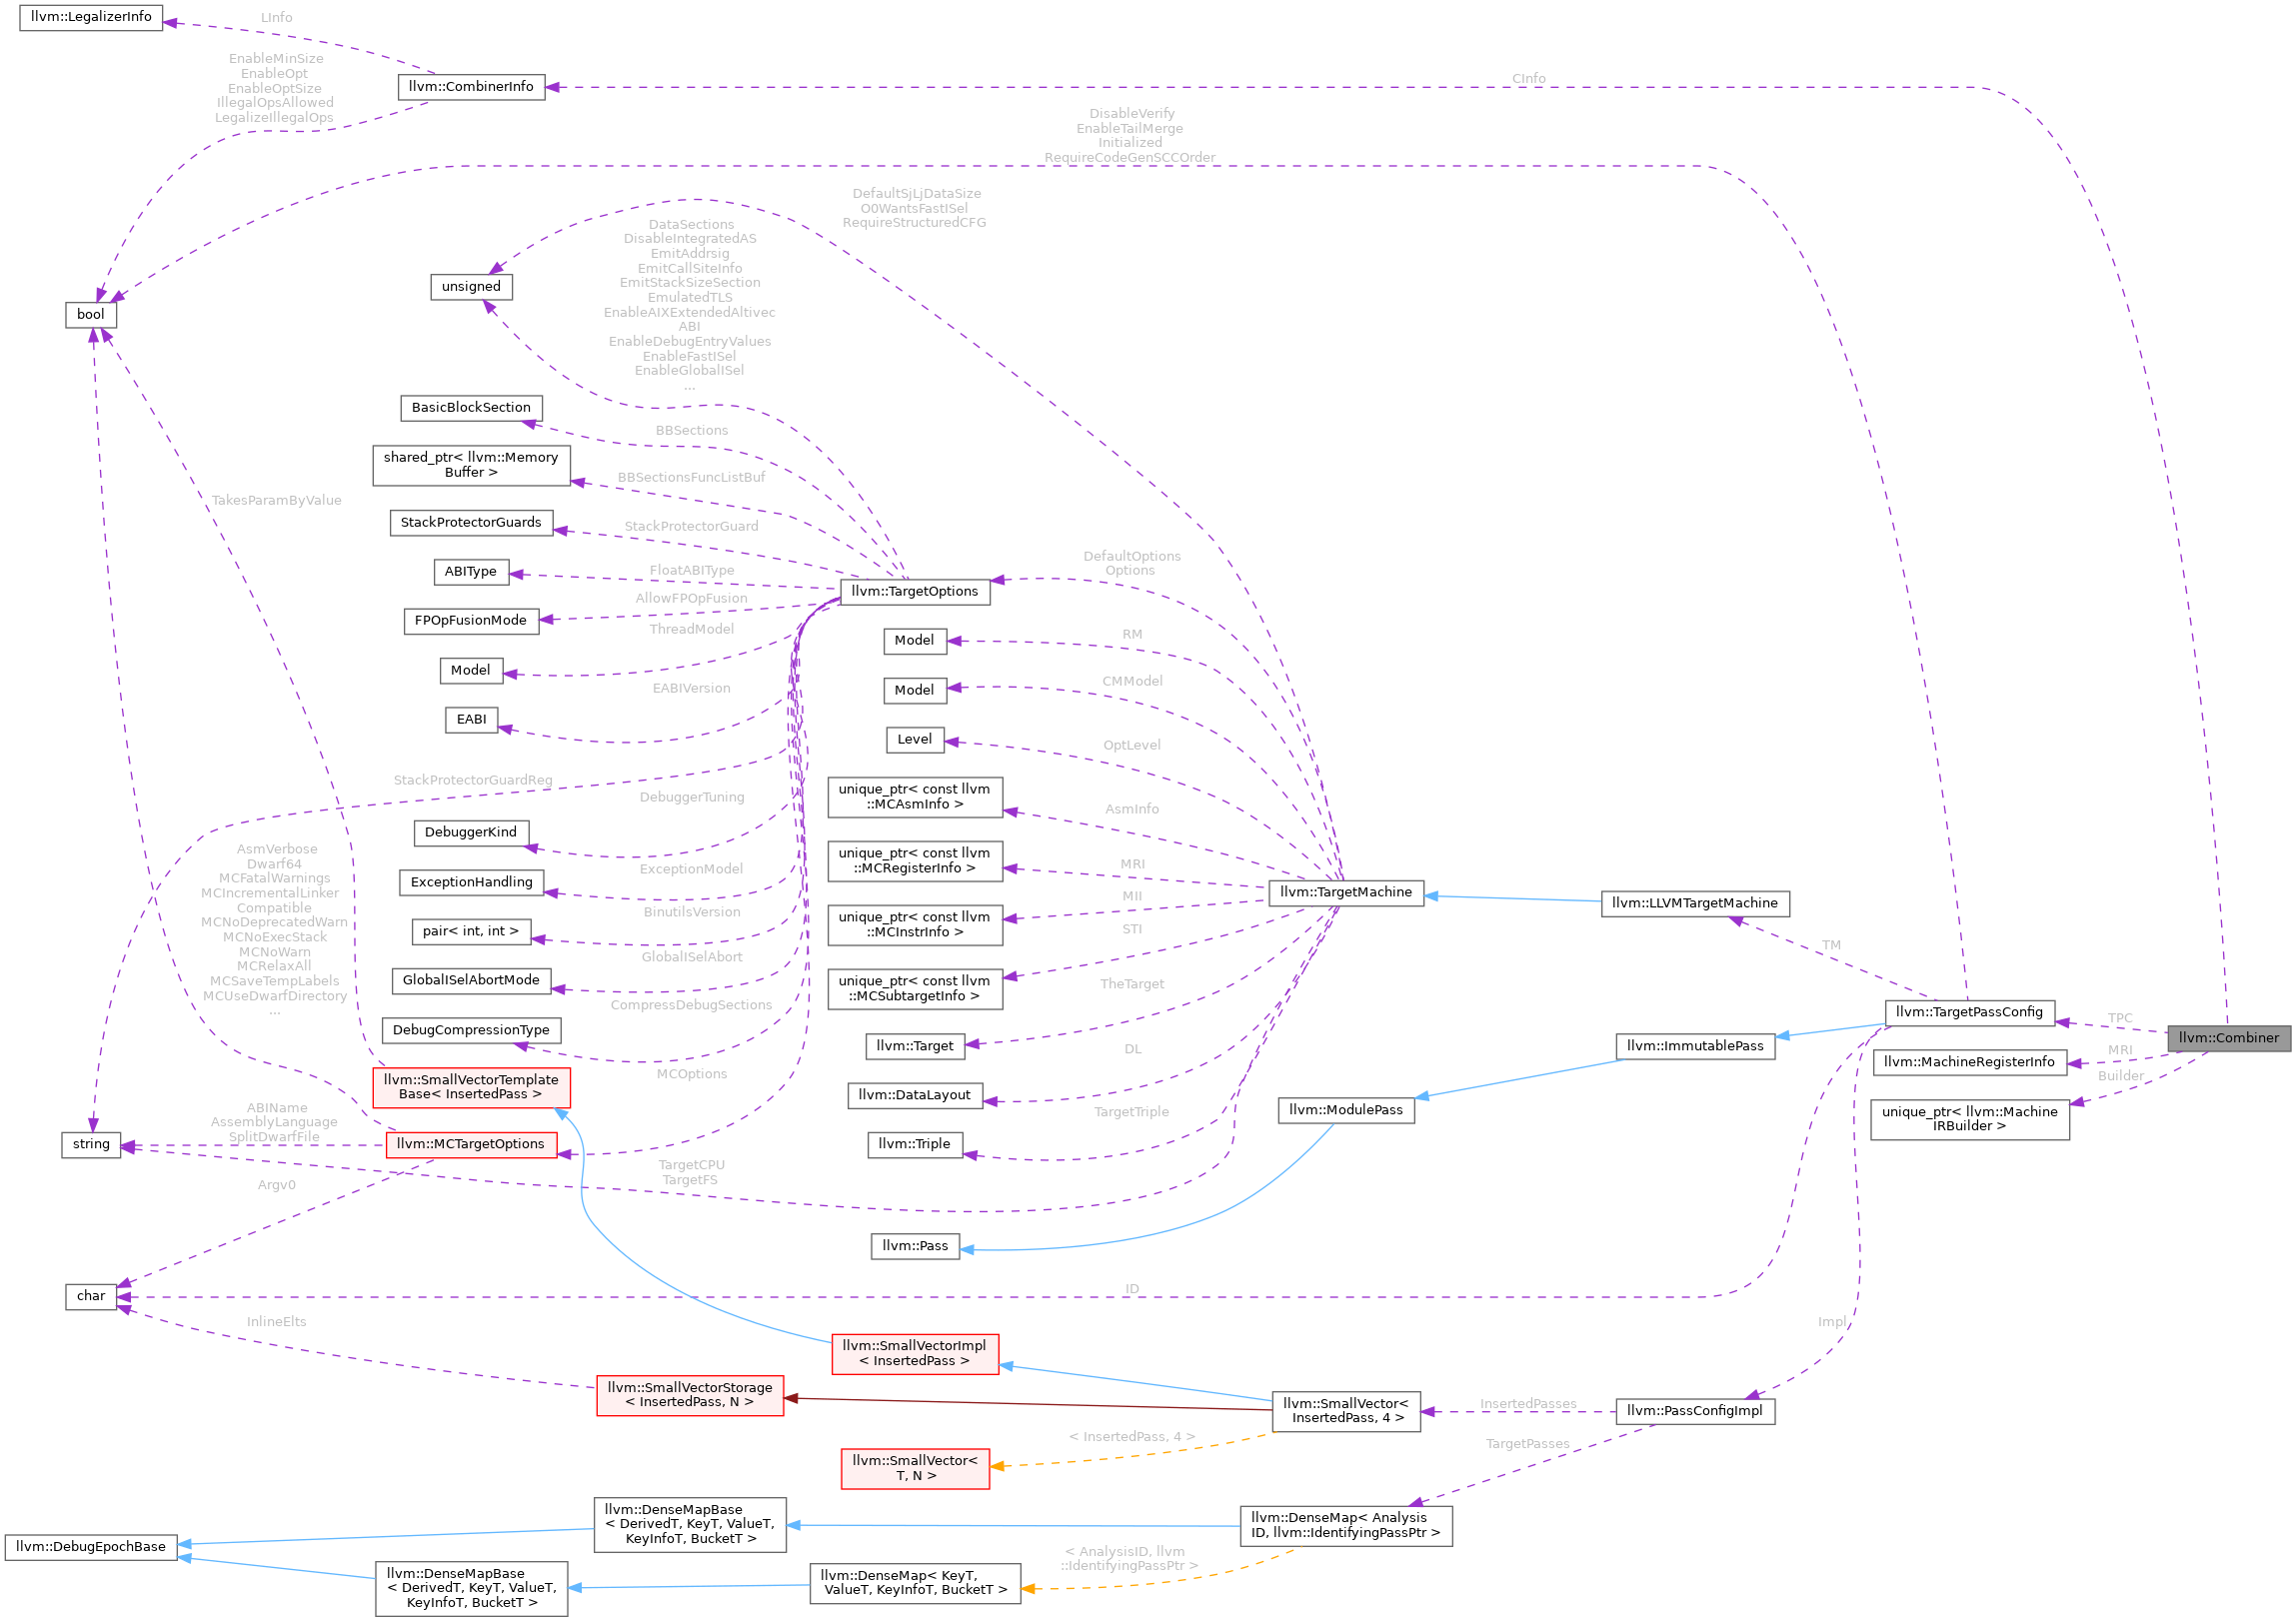 llvm::LegalizerInfo
LInfo
EnableMinSize
EnableOpt
EnableOptSize
IllegalOpsAllowed
LegalizeIllegalOps
llvm::CombinerInfo
CInfo
DisableVerify
EnableTailMerge
Initialized
RequireCodeGenSCCOrder
DefaultSjLjDataSize
O0WantsFastISel
RequireStructuredCFG
DataSections
DisableIntegratedAS
EmitAddrsig
EmitCallSiteInfo
EmitStackSizeSection
EmulatedTLS
EnableAIXExtendedAltivec
ABI
EnableDebugEntryValues
EnableFastISel
EnableGlobalISel
...
unsigned
bool
BasicBlockSection
BBSections
shared_ptr< llvm::Memory
Buffer >
BBSectionsFuncListBuf
TakesParamByValue
StackProtectorGuards
StackProtectorGuard
ABIType
FloatABIType
llvm::TargetOptions
DefaultOptions
Options
FPOpFusionMode
AllowFPOpFusion
Model
ThreadModel
Model
RM
EABI
EABIVersion
Model
CMModel
Level
OptLevel
StackProtectorGuardReg
DebuggerTuning
unique_ptr< const llvm
::MCAsmInfo >
AsmInfo
DebuggerKind
AsmVerbose
Dwarf64
MCFatalWarnings
MCIncrementalLinker
Compatible
MCNoDeprecatedWarn
MCNoExecStack
MCNoWarn
MCRelaxAll
MCSaveTempLabels
MCUseDwarfDirectory
...
ExceptionHandling
ExceptionModel
unique_ptr< const llvm
::MCRegisterInfo >
MRI
llvm::TargetMachine
llvm::LLVMTargetMachine
pair< int, int >
BinutilsVersion
unique_ptr< const llvm
::MCInstrInfo >
MII
STI
TM
GlobalISelAbortMode
GlobalISelAbort
unique_ptr< const llvm
::MCSubtargetInfo >
TheTarget
DebugCompressionType
CompressDebugSections
llvm::Target
llvm::TargetPassConfig
TPC
llvm::Combiner
llvm::ImmutablePass
llvm::MachineRegisterInfo
MRI
DL
llvm::SmallVectorTemplate
Base< InsertedPass >
MCOptions
llvm::DataLayout
Builder
unique_ptr< llvm::Machine
IRBuilder >
llvm::ModulePass
TargetTriple
ABIName
AssemblyLanguage
SplitDwarfFile
string
llvm::MCTargetOptions
llvm::Triple
TargetCPU
TargetFS
Argv0
llvm::Pass
char
ID
InlineElts
Impl
llvm::SmallVectorImpl
< InsertedPass >
llvm::SmallVectorStorage
< InsertedPass, N >
llvm::SmallVector<
InsertedPass, 4 >
InsertedPasses
llvm::PassConfigImpl
< InsertedPass, 4 >
TargetPasses
llvm::SmallVector<
T, N >
llvm::DenseMapBase
< DerivedT, KeyT, ValueT,
KeyInfoT, BucketT >
llvm::DenseMap< Analysis
ID, llvm::IdentifyingPassPtr >
llvm::DebugEpochBase
< AnalysisID, llvm
::IdentifyingPassPtr >
llvm::DenseMapBase
< DerivedT, KeyT, ValueT,
KeyInfoT, BucketT >
llvm::DenseMap< KeyT,
ValueT, KeyInfoT, BucketT >